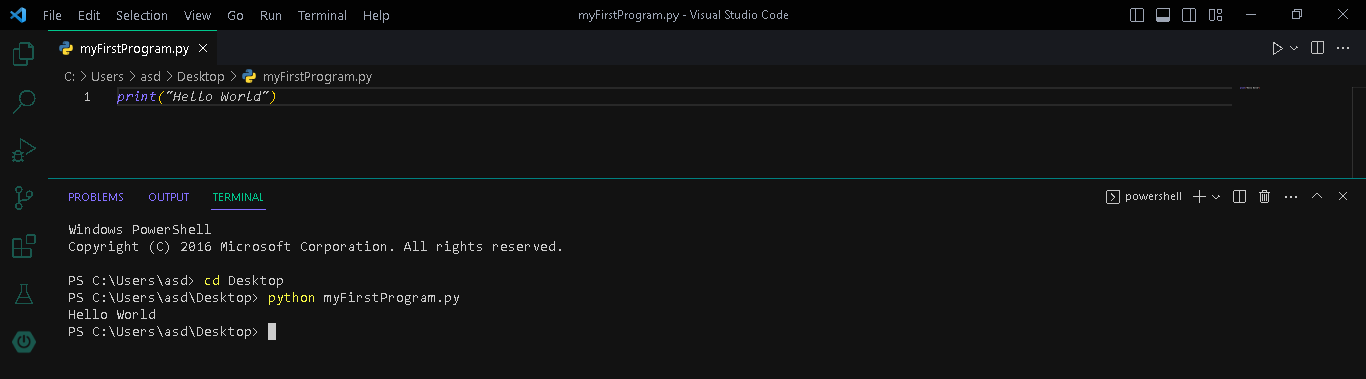 File Edit Selection View Go Run Terminal Help myFirstProgram.py - Visual Studio Code
myFirstProgram.py
C: > Users > asd > Desktop > myFirstProgram.py
1 print("Hello World")
PROBLEMS OUTPUT TERMINAL powershell
Windows PowerShell
Copyright (C) 2016 Microsoft Corporation. All rights reserved.
PS C:\Users\asd> cd Desktop
PS C:\Users\asd\Desktop> python myFirstProgram.py
Hello World
PS C:\Users\asd\Desktop>